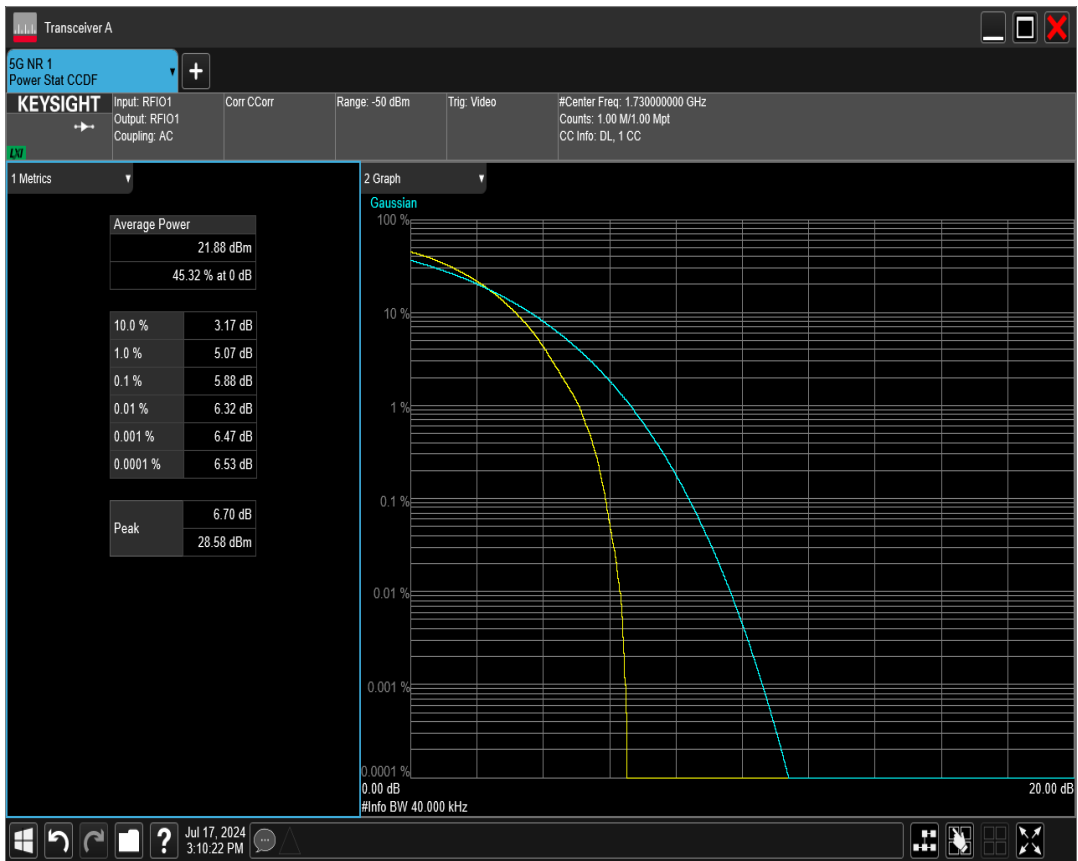 Transceiver A
5G NR 1
Power Stat CCDF
KEYSIGHT
LXI
Input: RFIO1
Output: RFIO1
Coupling: AC
Corr CCorr
Range: -50 dBm
Trig: Video
#Center Freq: 1.730000000 GHz
Counts: 1.00 M/1.00 Mpt
CC Info: DL, 1 CC
1 Metrics
Average Power
21.88 dBm
45.32 % at 0 dB
10.0 % 3.17 dB
1.0 % 5.07 dB
0.1 % 5.88 dB
0.01 % 6.32 dB
0.001 % 6.47 dB
0.0001 % 6.53 dB
Peak 6.70 dB
28.58 dBm
2 Graph
Gaussian
100 %
10 %
1 %
0.1 %
0.01 %
0.001 %
0.0001 %
0.00 dB 20.00 dB
#Info BW 40.000 kHz
?
Jul 17, 2024
3:10:22 PM